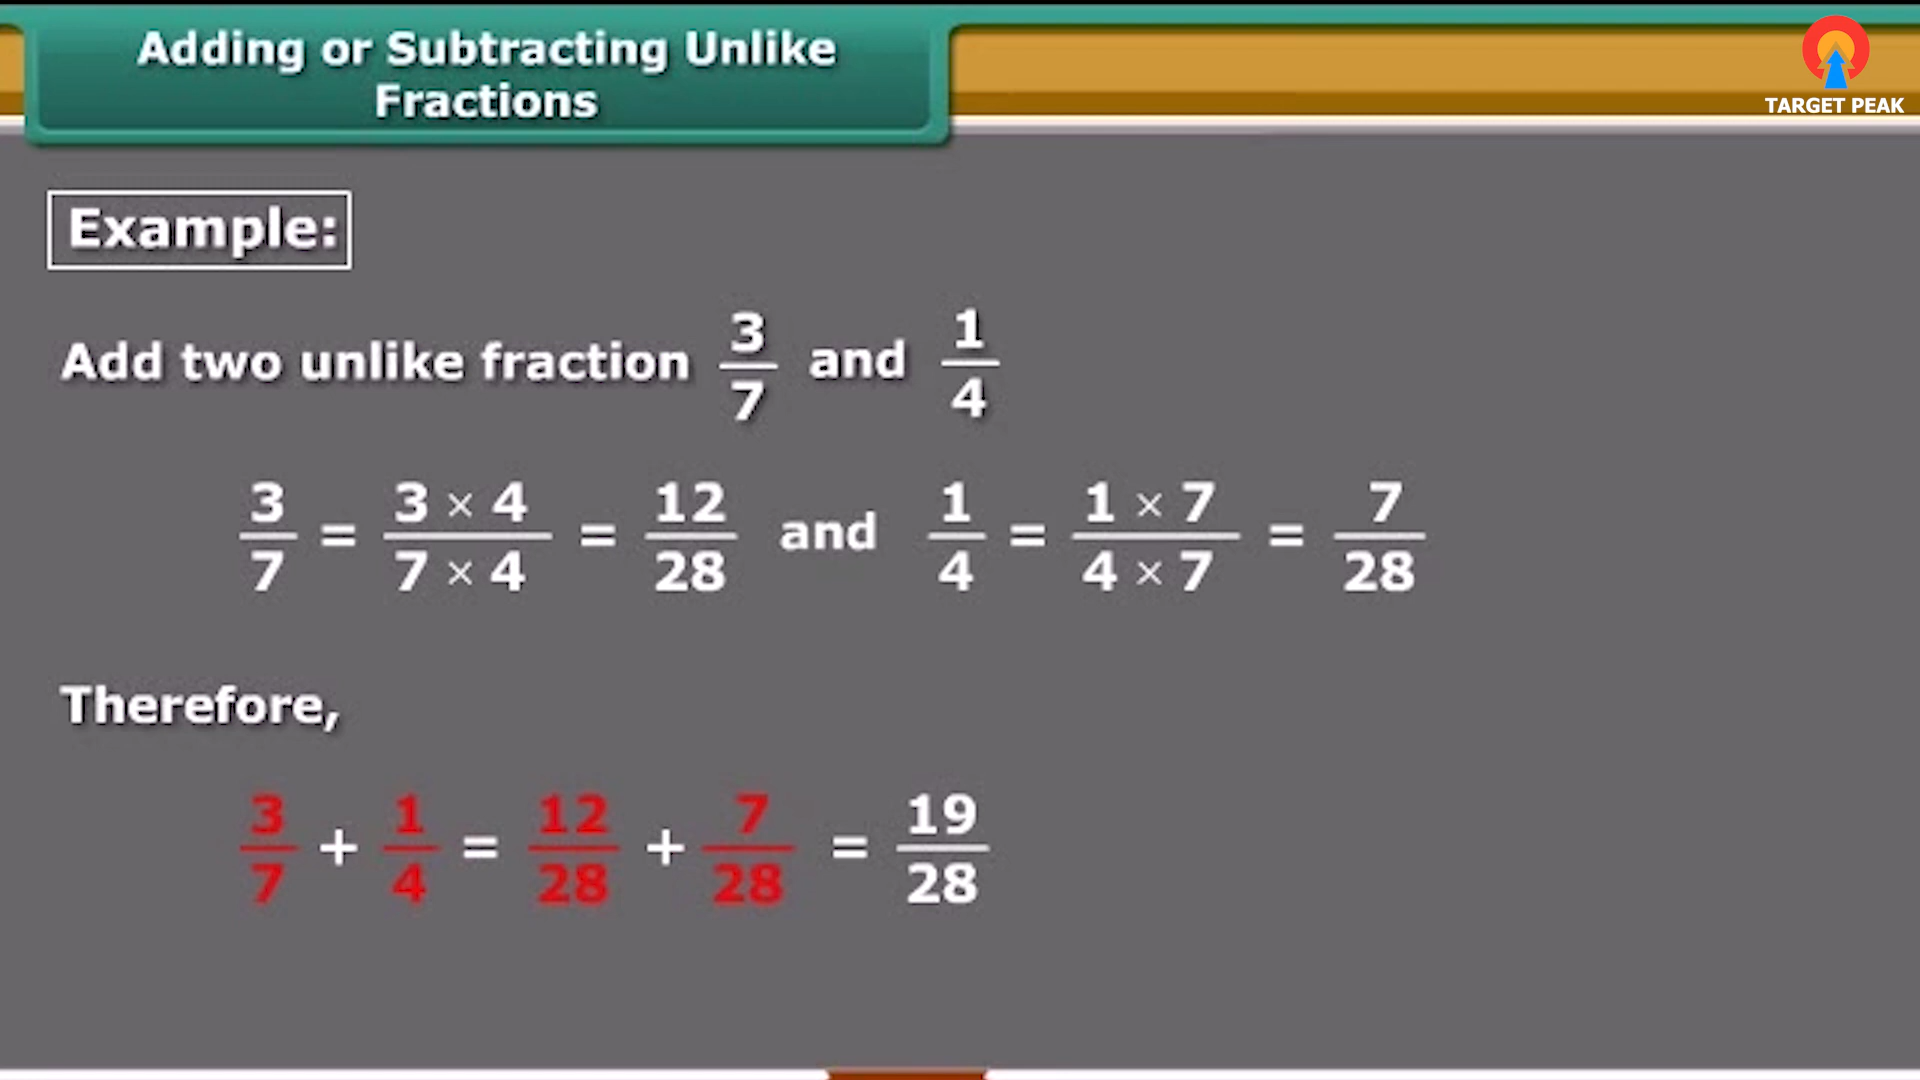 Adding or Subtracting Unlike
Fractions
TARGET PEAK
Example:
Add two unlike fraction 3/7 and 1/4
3/7 = 3 × 4/7 × 4 = 12/28 and 1/4 = 1 × 7/4 × 7 = 7/28
Therefore,
3/7 + 1/4 = 12/28 + 7/28 = 19/28